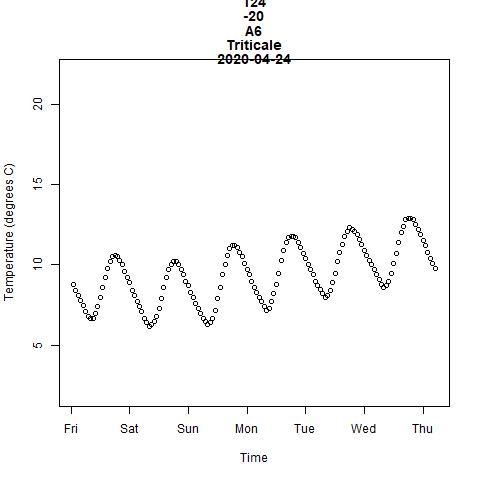 124
-20
A6
Triticale
2020-04-24
20
15
10
5
Temperature (degrees C)
Fri Sat Sun Mon Tue Wed Thu
Time